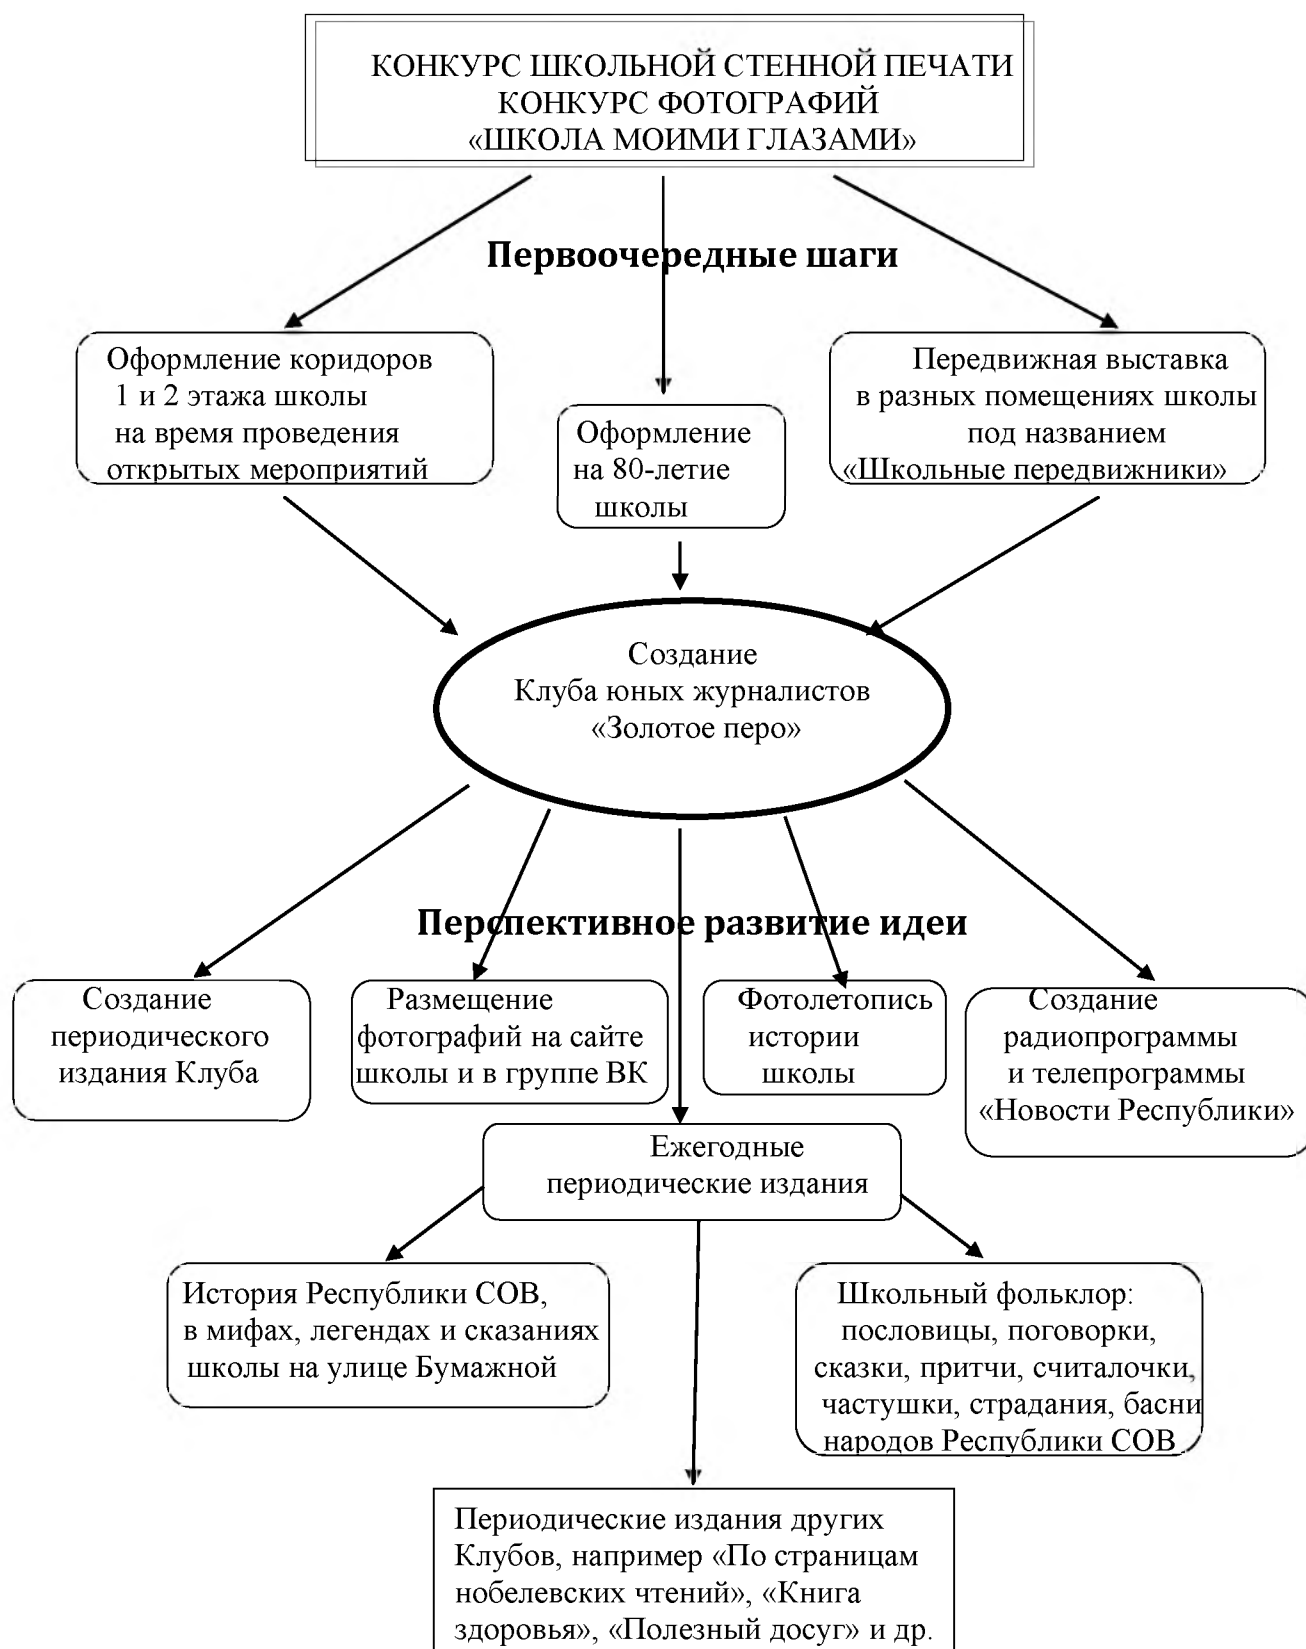 КОНКУРС ШКОЛЬНОЙ СТЕННОЙ ПЕЧАТИ
КОНКУРС ФОТОГРАФИЙ
«ШКОЛА МОИМИ ГЛАЗАМИ»
Первоочередные шаги
Оформление коридоров
1 и 2 этажа школы
на время проведения
открытых мероприятий
Оформление
на 80-летие
школы
Передвижная выставка
в разных помещениях школы
под названием
«Школьные передвижники»
Создание
Клуба юных журналистов
«Золотое перо»
Перспективное развитие идеи
Создание
периодического
издания Клуба
Размещение
фотографий на сайте
школы и в группе ВК
Фотолетопись
истории
школы
Создание
радиопрограммы
и телепрограммы
«Новости Республики»
Ежегодные
периодические издания
История Республики СОВ,
в мифах, легендах и сказаниях
школы на улице Бумажной
Школьный фольклор:
пословицы, поговорки,
сказки, притчи, считалочки,
частушки, страдания, басни
народов Республики СОВ
Периодические издания других
Клубов, например «По страницам
нобелевских чтений», «Книга
здоровья», «Полезный досуг» и др.